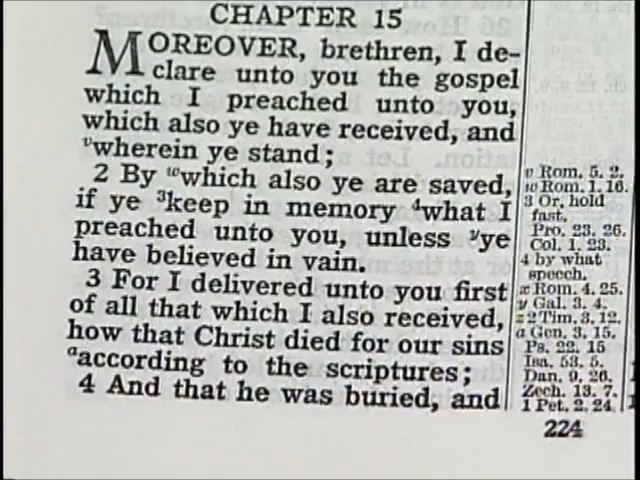 CHAPTER 15
MOREOVER, brethren, I de-
clare unto you the gospel
which I preached unto you,
which also ye have received, and
vwherein ye stand;
2 By wwhich also ye are saved,
if ye 3keep in memory 4what I
preached unto you, unless yye
have believed in vain.
3 For I delivered unto you first
of all that which I also received,
how that Christ died for our sins
aaccording to the scriptures;
4 And that he was buried, and
v Rom. 5. 2.
w Rom. 1. 16.
3 Or, hold
fast.
Pro. 23. 26.
Col. 1. 23.
4 by what
speech.
x Rom. 4. 25.
y Gal. 3. 4.
z 2 Tim. 3. 12.
a Gen. 3. 15.
Ps. 22. 15
Isa. 53. 5.
Dan. 9. 26.
Zech. 13. 7.
1 Pet. 2. 24.
224